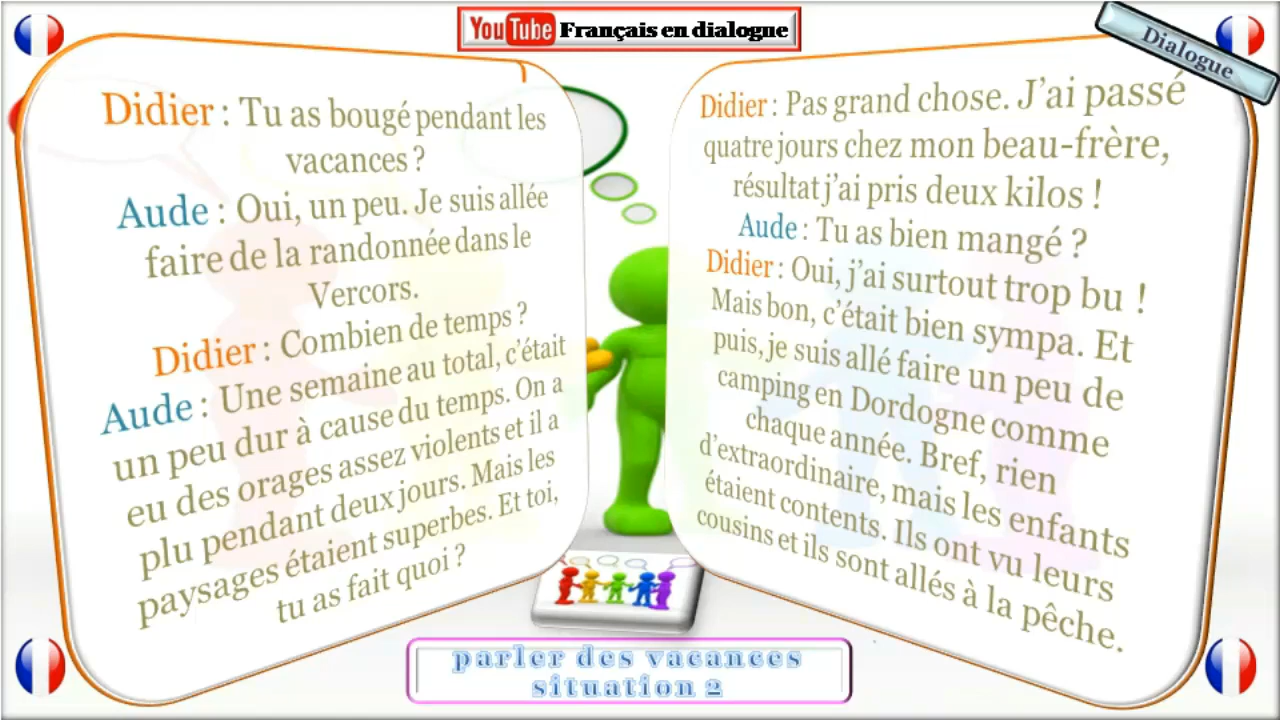 YouTube Français en dialogue
Dialogue
Didier : Tu as bougé pendant les
vacances ?
Aude : Oui, un peu. Je suis allée
faire de la randonnée dans le
Vercors.
Didier : Combien de temps ?
Aude : Une semaine au total, c’était
un peu dur à cause du temps. On a
eu des orages assez violents et il a
plu pendant deux jours. Mais les
paysages étaient superbes. Et toi,
tu as fait quoi ?
Didier : Pas grand chose. J’ai passé
quatre jours chez mon beau-frère,
résultat j’ai pris deux kilos !
Aude : Tu as bien mangé ?
Didier : Oui, j’ai surtout trop bu !
Mais bon, c’était bien sympa. Et
puis, je suis allé faire un peu de
camping en Dordogne comme
chaque année. Bref, rien
d’extraordinaire, mais les enfants
étaient contents. Ils ont vu leurs
cousins et ils sont allés à la pêche.
parler des vacances
situation 2